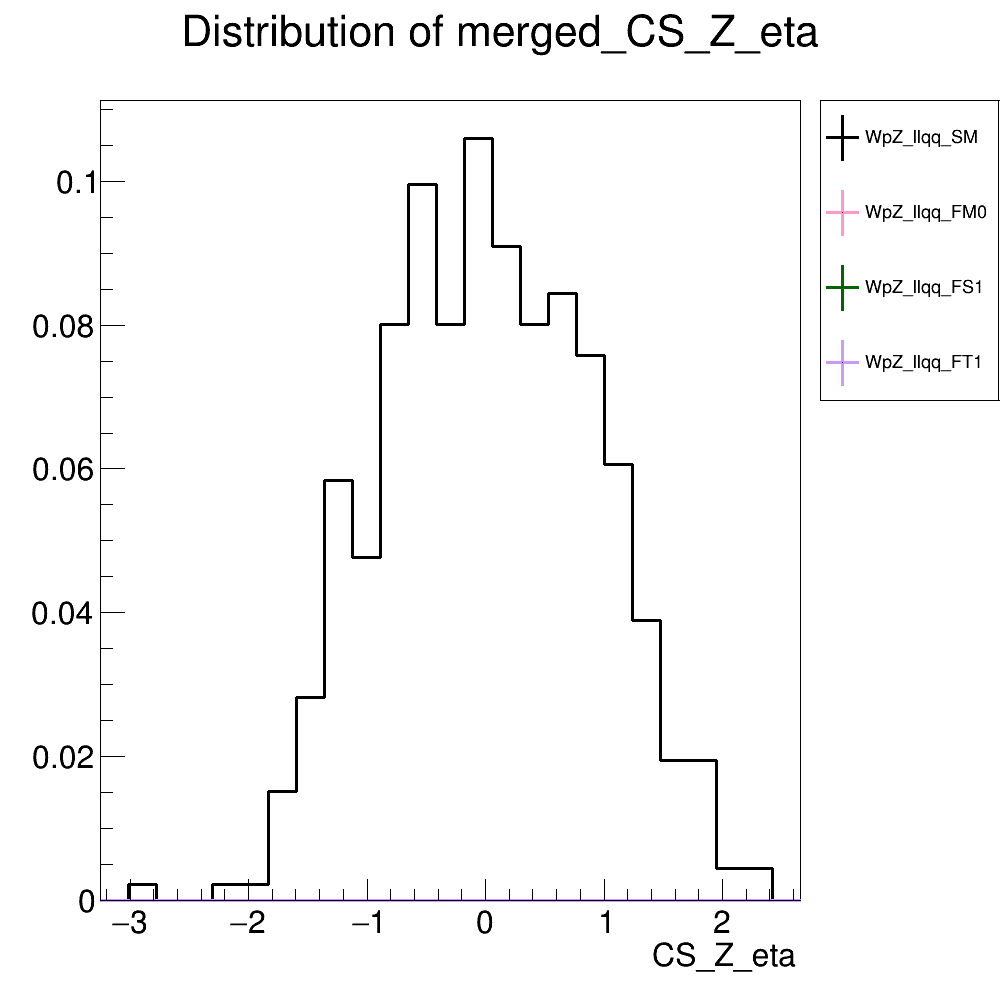 Distribution of merged_CS_Z_eta
WpZ_llqq_SM
WpZ_llqq_FM0
WpZ_llqq_FS1
WpZ_llqq_FT1
0.1
0.08
0.06
0.04
0.02
0
−3 −2 −1 0 1 2
CS_Z_eta